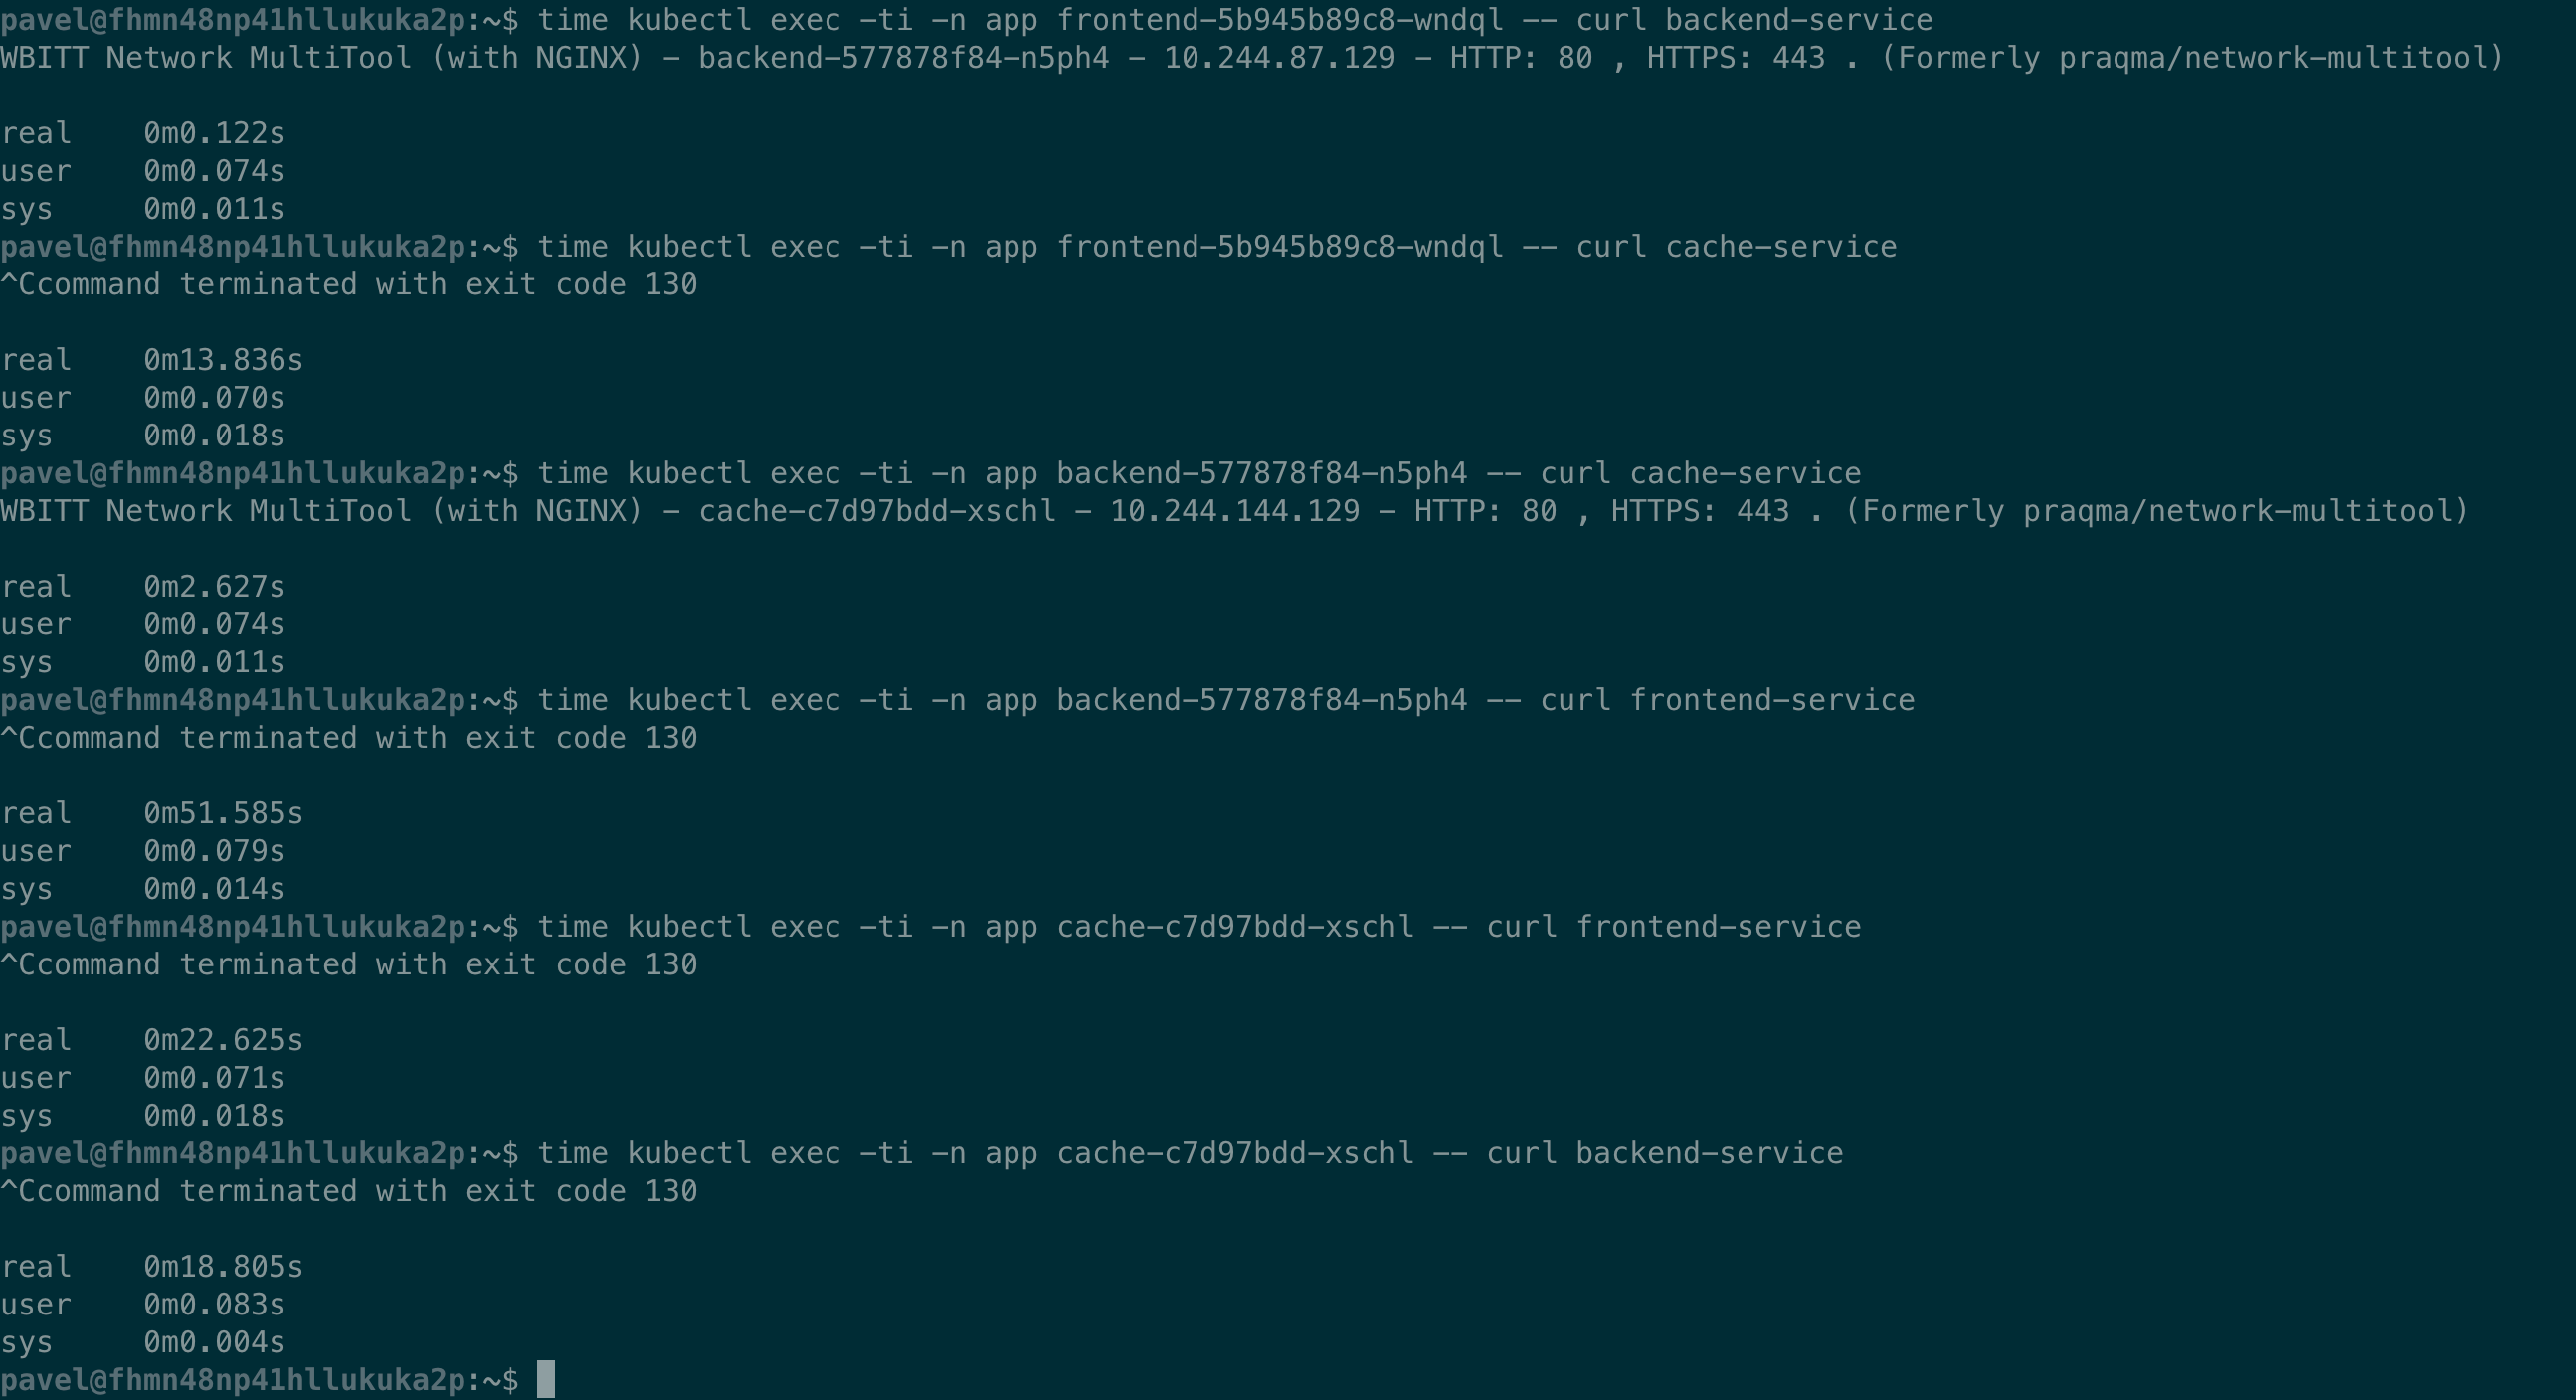 pavel@fhmn48np41hllukuka2p:~$ time kubectl exec -ti -n app frontend-5b945b89c8-wndql -- curl backend-service
WBITT Network MultiTool (with NGINX) - backend-577878f84-n5ph4 - 10.244.87.129 - HTTP: 80 , HTTPS: 443 . (Formerly praqma/network-multitool)
real    0m0.122s
user    0m0.074s
sys     0m0.011s
pavel@fhmn48np41hllukuka2p:~$ time kubectl exec -ti -n app frontend-5b945b89c8-wndql -- curl cache-service
^Ccommand terminated with exit code 130
real    0m13.836s
user    0m0.070s
sys     0m0.018s
pavel@fhmn48np41hllukuka2p:~$ time kubectl exec -ti -n app backend-577878f84-n5ph4 -- curl cache-service
WBITT Network MultiTool (with NGINX) - cache-c7d97bdd-xschl - 10.244.144.129 - HTTP: 80 , HTTPS: 443 . (Formerly praqma/network-multitool)
real    0m2.627s
user    0m0.074s
sys     0m0.011s
pavel@fhmn48np41hllukuka2p:~$ time kubectl exec -ti -n app backend-577878f84-n5ph4 -- curl frontend-service
^Ccommand terminated with exit code 130
real    0m51.585s
user    0m0.079s
sys     0m0.014s
pavel@fhmn48np41hllukuka2p:~$ time kubectl exec -ti -n app cache-c7d97bdd-xschl -- curl frontend-service
^Ccommand terminated with exit code 130
real    0m22.625s
user    0m0.071s
sys     0m0.018s
pavel@fhmn48np41hllukuka2p:~$ time kubectl exec -ti -n app cache-c7d97bdd-xschl -- curl backend-service
^Ccommand terminated with exit code 130
real    0m18.805s
user    0m0.083s
sys     0m0.004s
pavel@fhmn48np41hllukuka2p:~$